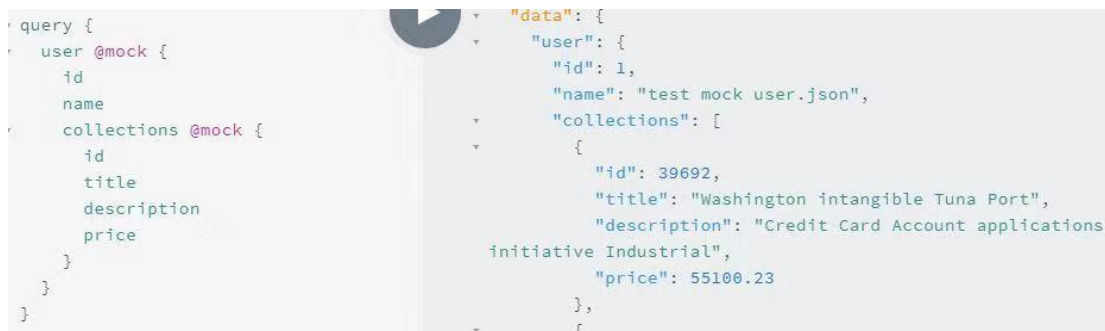 query {
user @mock {
id
name
collections @mock {
id
title
description
price
}
}
}
"data": {
"user": {
"id": 1,
"name": "test mock user.json",
"collections": [
{
"id": 39692,
"title": "Washington intangible Tuna Port",
"description": "Credit Card Account applications
initiative Industrial",
"price": 55100.23
},
{